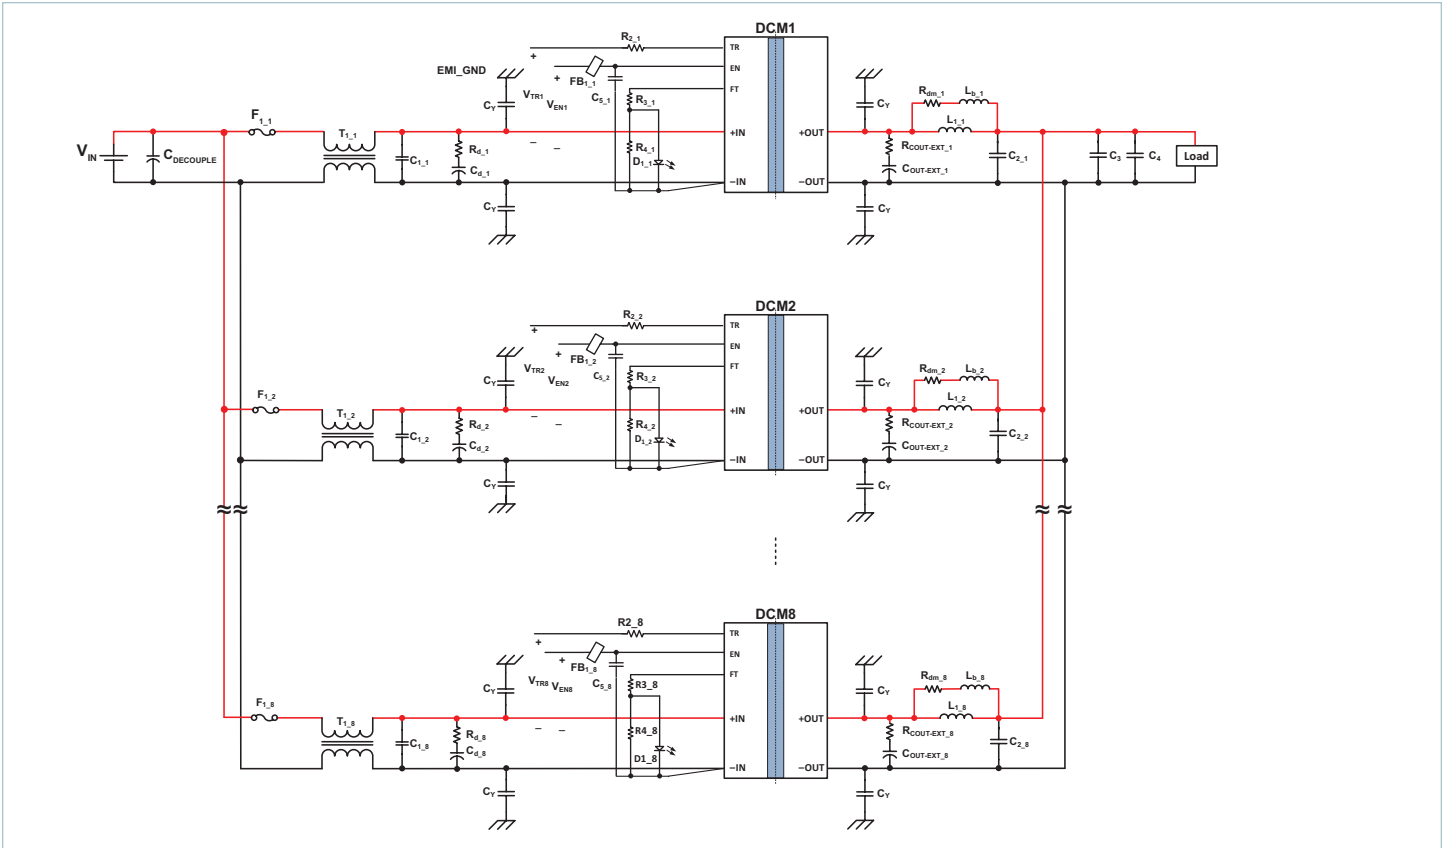 DCM1
R2_1
TR
+
EN
EMI_GND
+
FB1_1
FT
VTR1
VEN1
C5_1
R3_1
CY
CY
Rdm_1
Lb_1
F1_1
T1_1
+IN
+OUT
L1_1
VIN
CDECOUPLE
C1_1
Rd_1
Cd_1
–
–
R4_1
D1_1
RCOUT-EXT_1
COUT-EXT_1
C2_1
C3
C4
Load
–IN
–OUT
CY
CY
DCM2
R2_2
TR
+
EN
+
FB1_2
FT
VTR2
VEN2
C5_2
R3_2
CY
CY
Rdm_2
Lb_2
F1_2
T1_2
+IN
+OUT
L1_2
C1_2
Rd_2
Cd_2
–
–
R4_2
D1_2
RCOUT-EXT_2
COUT-EXT_2
C2_2
–IN
–OUT
CY
CY
DCM8
R2_8
TR
+
EN
+
FB1_8
FT
VTR8
VEN8
C5_8
R3_8
CY
CY
Rdm_8
Lb_8
F1_8
T1_8
+IN
+OUT
L1_8
C1_8
Rd_8
Cd_8
–
–
R4_8
D1_8
RCOUT-EXT_8
COUT-EXT_8
C2_8
–IN
–OUT
CY
CY